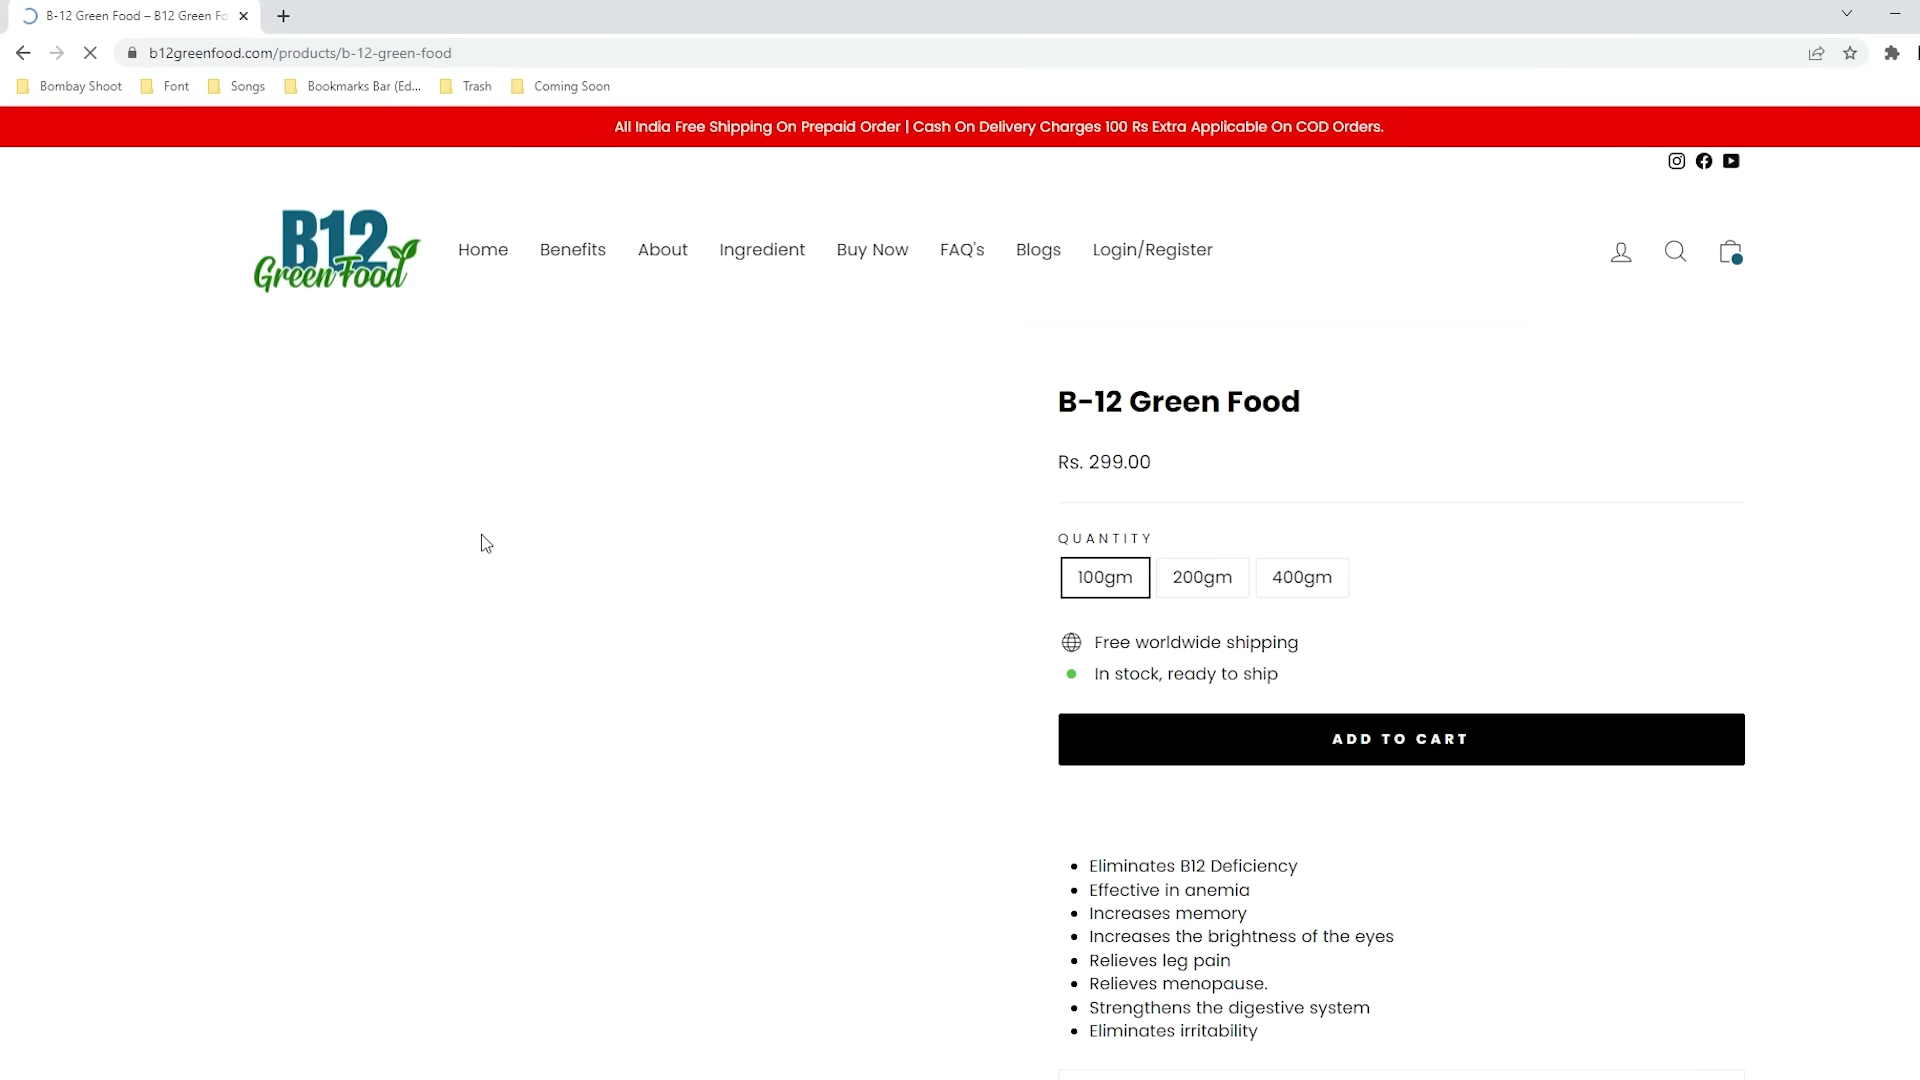 B-12 Green Food – B12 Green Fo
b12greenfood.com/products/b-12-green-food
Bombay Shoot Font Songs Bookmarks Bar (Ed... Trash Coming Soon
All India Free Shipping On Prepaid Order | Cash On Delivery Charges 100 Rs Extra Applicable On COD Orders.
B12
Green Food
Home Benefits About Ingredient Buy Now FAQ's Blogs Login/Register
B-12 Green Food
Rs. 299.00
QUANTITY
100gm 200gm 400gm
Free worldwide shipping
In stock, ready to ship
ADD TO CART
Eliminates B12 Deficiency
Effective in anemia
Increases memory
Increases the brightness of the eyes
Relieves leg pain
Relieves menopause.
Strengthens the digestive system
Eliminates irritability